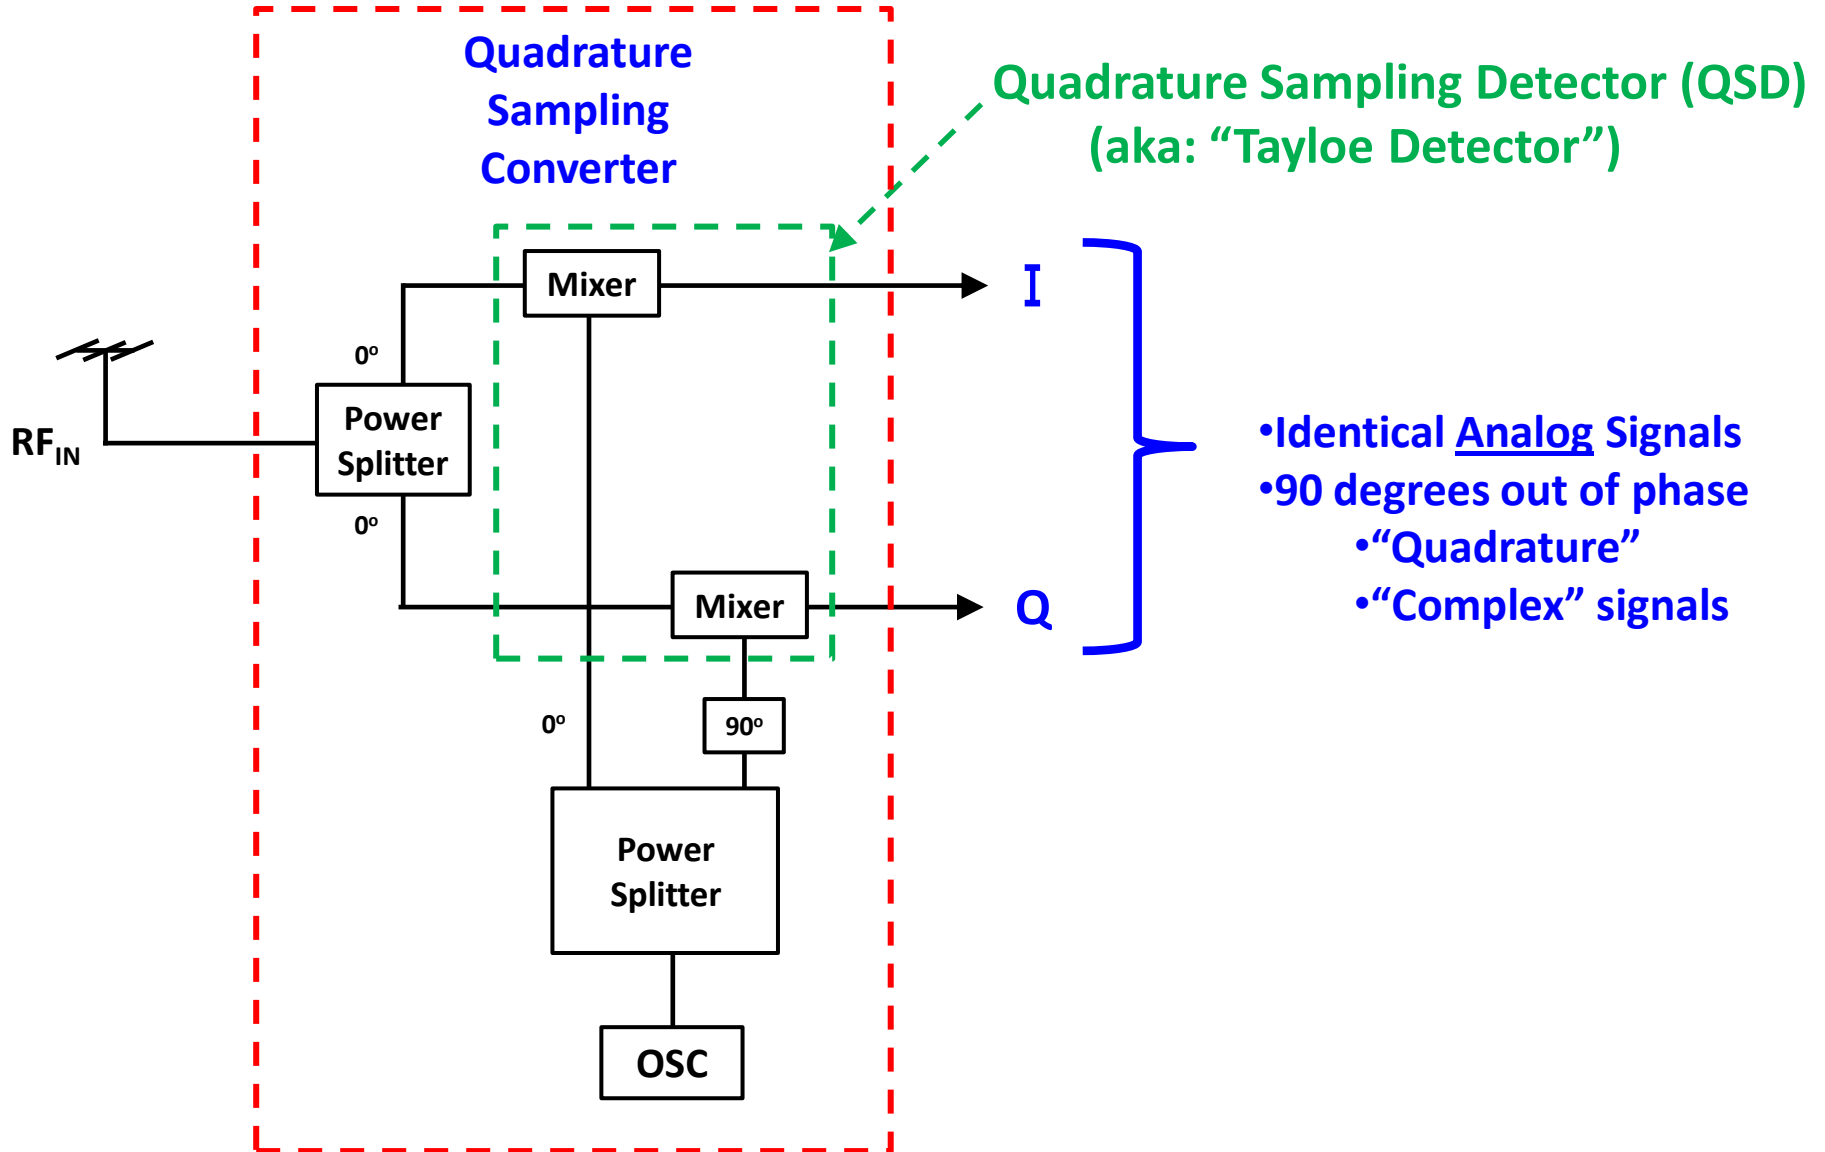 Quadrature
Sampling
Converter
Quadrature Sampling Detector (QSD)
(aka: “Tayloe Detector”)
Mixer
I
0º
RF_IN
Power
Splitter
0º
•Identical Analog Signals
•90 degrees out of phase
•“Quadrature”
•“Complex” signals
Mixer
Q
0º
90º
Power
Splitter
OSC